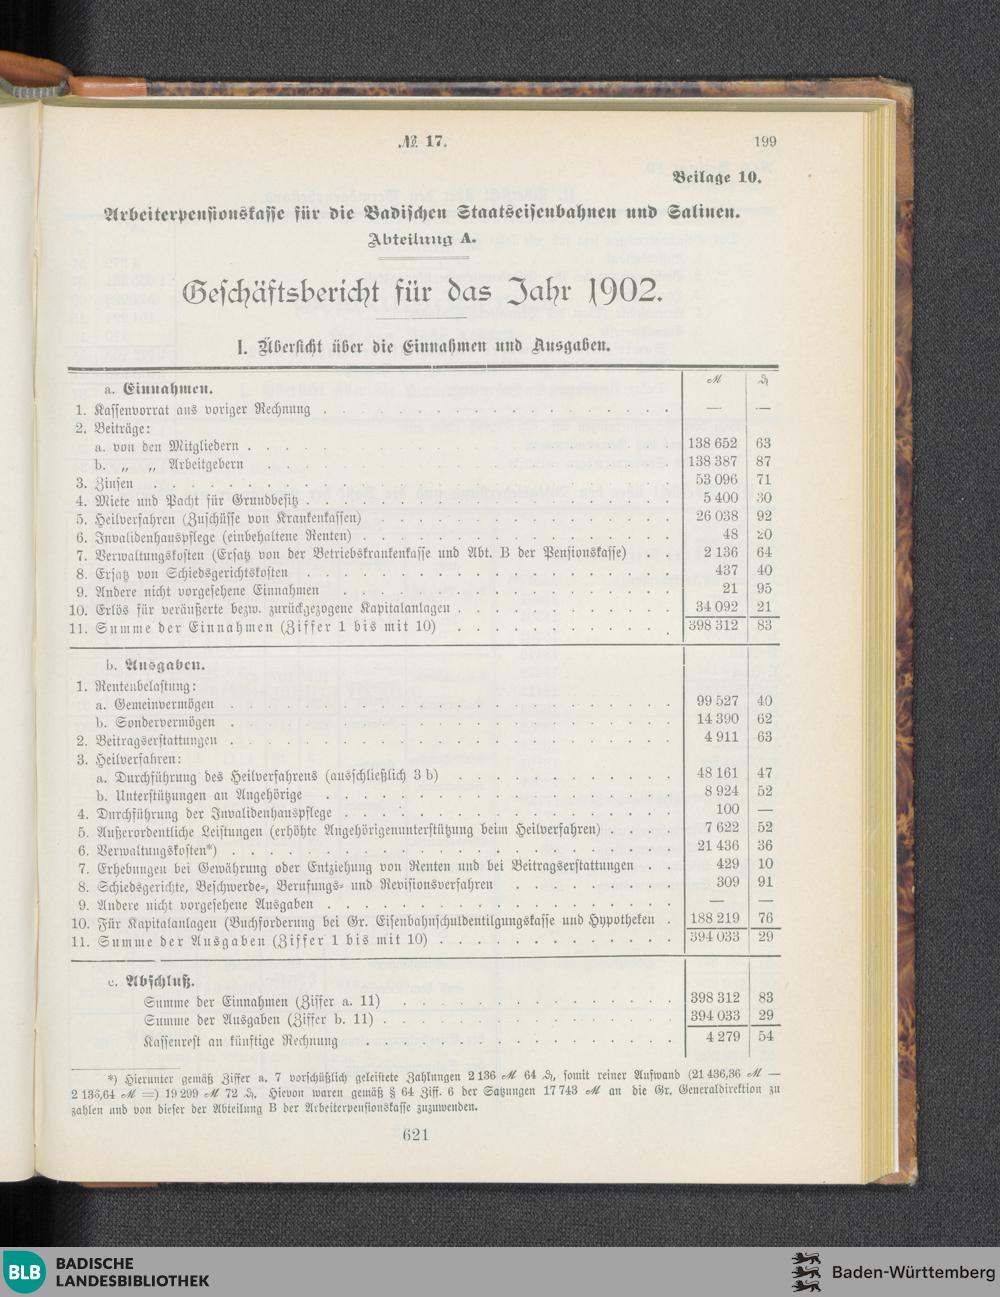 № 17.
199
Beilage 10.
Arbeiterpensionskasse für die Badischen Staatseisenbahnen und Salinen.
Abteilung A.
Geschäftsbericht für das Jahr 1902.
I. Übersicht über die Einnahmen und Ausgaben.
a. Einnahmen. ℳ ₰
1. Kassenvorrat aus voriger Rechnung — —
2. Beiträge:
a. von den Mitgliedern 138 652 63
b. „ „ Arbeitgebern 138 387 87
3. Zinsen 53 096 71
4. Miete und Pacht für Grundbesitz 5 400 30
5. Heilverfahren (Zuschüsse von Krankenkassen) 26 038 92
6. Invalidenhauspflege (einbehaltene Renten) 48 20
7. Verwaltungskosten (Ersatz von der Betriebskrankenkasse und Abt. B der Pensionskasse) 2 136 64
8. Ersatz von Schiedsgerichtskosten 437 40
9. Andere nicht vorgesehene Einnahmen 21 95
10. Erlös für veräußerte bezw. zurückgezogene Kapitalanlagen 34 092 21
11. Summe der Einnahmen (Ziffer 1 bis mit 10) 398 312 83
b. Ausgaben.
1. Rentenbelastung:
a. Gemeinvermögen 99 527 40
b. Sondervermögen 14 390 62
2. Beitragserstattungen 4 911 63
3. Heilverfahren:
a. Durchführung des Heilverfahrens (ausschließlich 3 b) 48 161 47
b. Unterstützungen an Angehörige 8 924 52
4. Durchführung der Invalidenhauspflege 100 —
5. Außerordentliche Leistungen (erhöhte Angehörigenunterstützung beim Heilverfahren) 7 622 52
6. Verwaltungskosten*) 21 436 36
7. Erhebungen bei Gewährung oder Entziehung von Renten und bei Beitragserstattungen 429 10
8. Schiedsgerichte, Beschwerde-, Berufungs- und Revisionsverfahren 309 91
9. Andere nicht vorgesehene Ausgaben — —
10. Für Kapitalanlagen (Buchforderung bei Gr. Eisenbahnschuldentilgungskasse und Hypotheken 188 219 76
11. Summe der Ausgaben (Ziffer 1 bis mit 10) 394 033 29
c. Abschluß.
Summe der Einnahmen (Ziffer a. 11) 398 312 83
Summe der Ausgaben (Ziffer b. 11) 394 033 29
Kassenrest an künftige Rechnung 4 279 54
*) Hierunter gemäß Ziffer a. 7 vorschüßlich geleistete Zahlungen 2 136 ℳ 64 ₰, somit reiner Aufwand (21 436,36 ℳ —
2 136,64 ℳ =) 19 299 ℳ 72 ₰. Hievon waren gemäß § 64 Ziff. 6 der Satzungen 17 743 ℳ an die Gr. Generaldirektion zu
zahlen und von dieser der Abteilung B der Arbeiterpensionskasse zuzuwenden.
621
BLB BADISCHE
LANDESBIBLIOTHEK
Baden-Württemberg